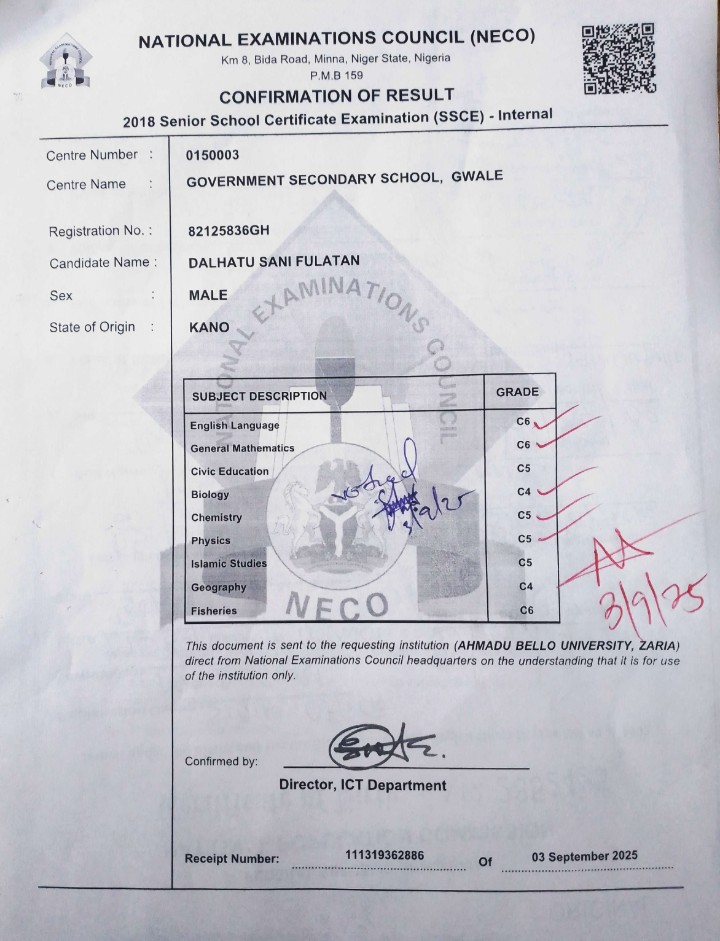 NATIONAL EXAMINATIONS COUNCIL (NECO)
Km 8, Bida Road, Minna, Niger State, Nigeria
P.M.B 159
CONFIRMATION OF RESULT
2018 Senior School Certificate Examination (SSCE) - Internal
NECO
Centre Number : 0150003
Centre Name : GOVERNMENT SECONDARY SCHOOL, GWALE
Registration No. : 82125836GH
Candidate Name : DALHATU SANI FULATAN
Sex : MALE
State of Origin : KANO
NATIONAL EXAMINATIONS COUNCIL
SUBJECT DESCRIPTION GRADE
English Language C6
General Mathematics C6
Civic Education C5
Biology C4
Chemistry C5
Physics C5
Islamic Studies C5
Geography C4
Fisheries C6
3/9/25
3/9/25
NECO
This document is sent to the requesting institution (AHMADU BELLO UNIVERSITY, ZARIA)
direct from National Examinations Council headquarters on the understanding that it is for use
of the institution only.
Confirmed by:
Director, ICT Department
Receipt Number: 111319362886 Of 03 September 2025